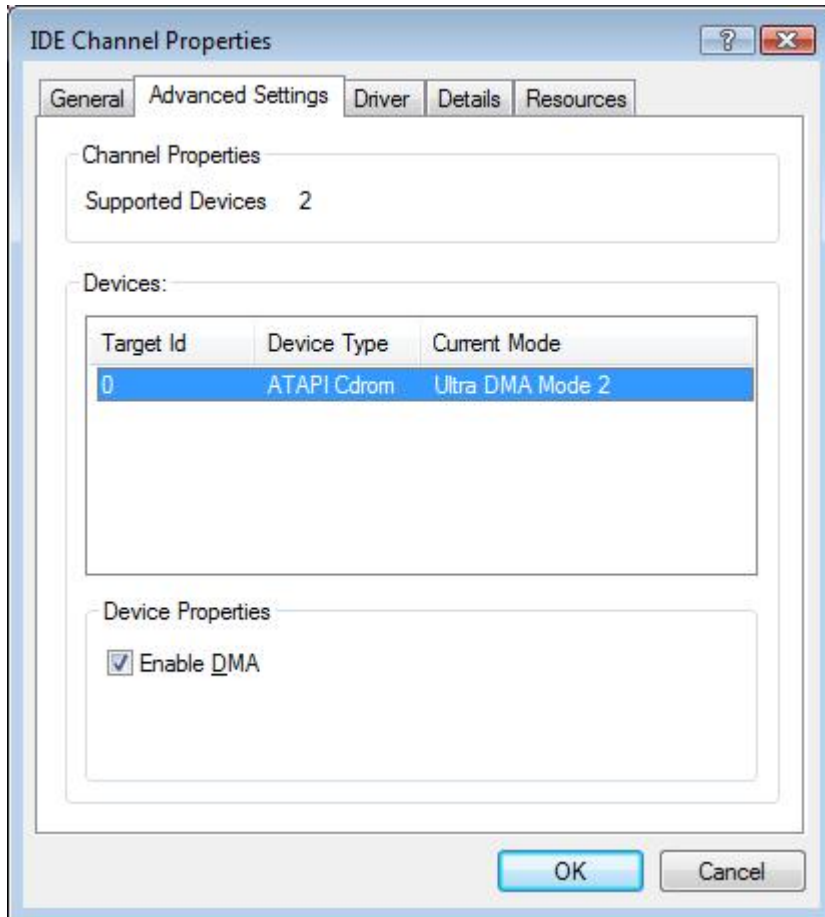 IDE Channel Properties
?
General Advanced Settings Driver Details Resources
Channel Properties
Supported Devices 2
Devices:
Target Id Device Type Current Mode
0 ATAPI Cdrom Ultra DMA Mode 2
Device Properties
Enable DMA
OK Cancel